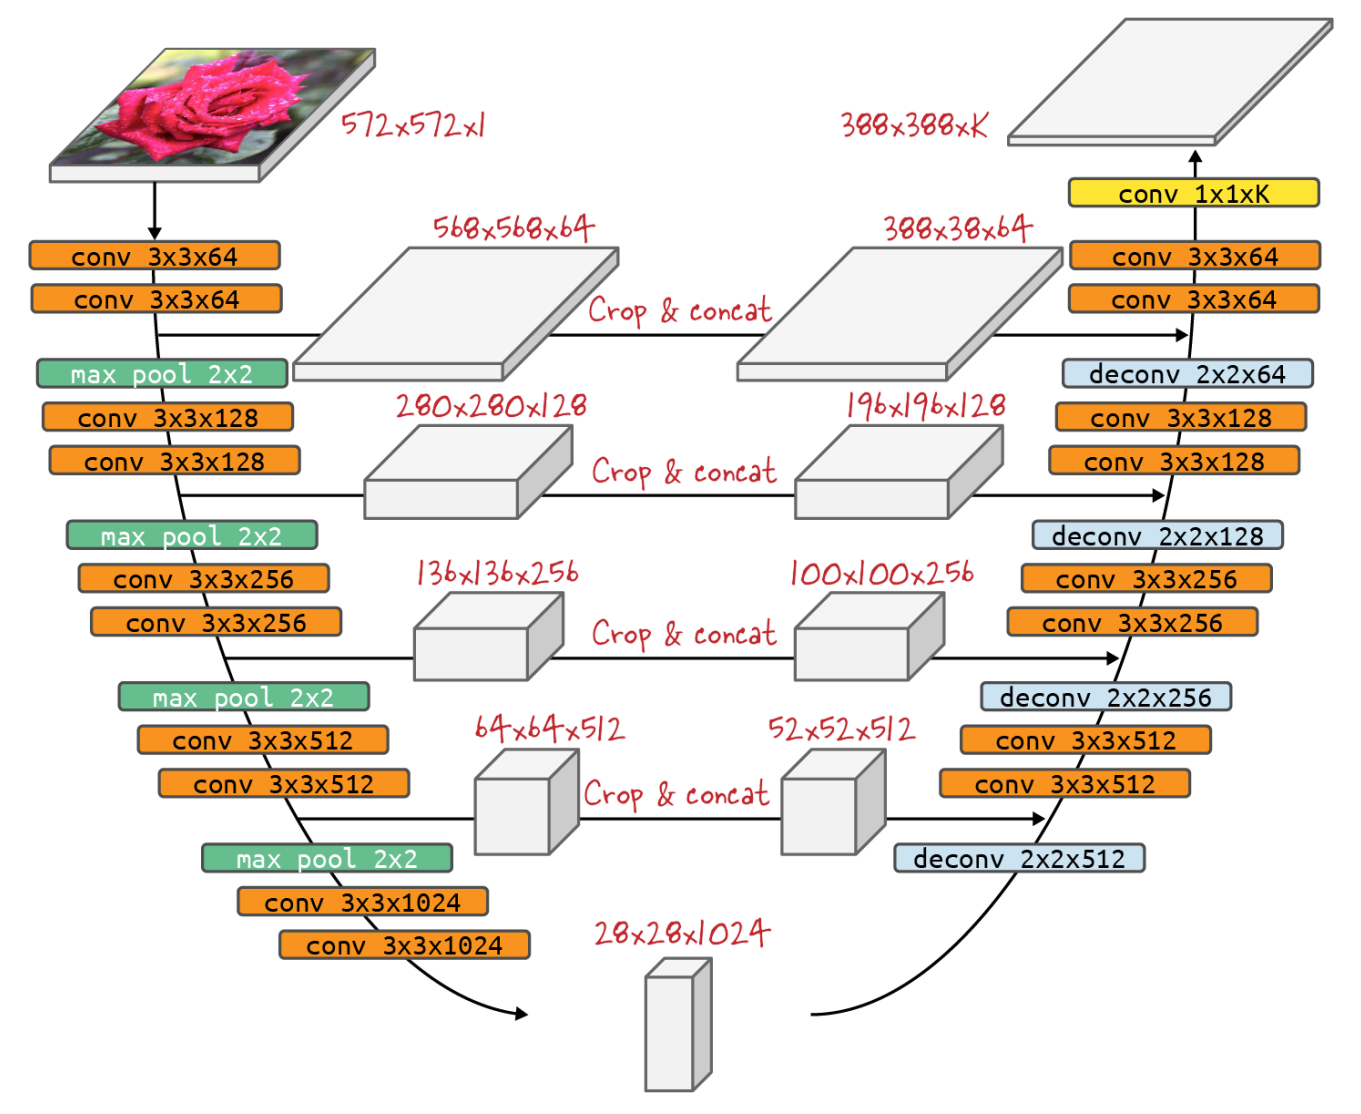 572x572x1
388x388xK
conv 1x1xK
568x568x64
388x38x64
conv 3x3x64
conv 3x3x64
conv 3x3x64
conv 3x3x64
Crop & concat
max pool 2x2
deconv 2x2x64
280x280x128
196x196x128
conv 3x3x128
conv 3x3x128
conv 3x3x128
conv 3x3x128
Crop & concat
max pool 2x2
deconv 2x2x128
136x136x256
100x100x256
conv 3x3x256
conv 3x3x256
conv 3x3x256
conv 3x3x256
Crop & concat
max pool 2x2
deconv 2x2x256
64x64x512
52x52x512
conv 3x3x512
conv 3x3x512
conv 3x3x512
conv 3x3x512
Crop & concat
max pool 2x2
deconv 2x2x512
conv 3x3x1024
conv 3x3x1024
28x28x1024